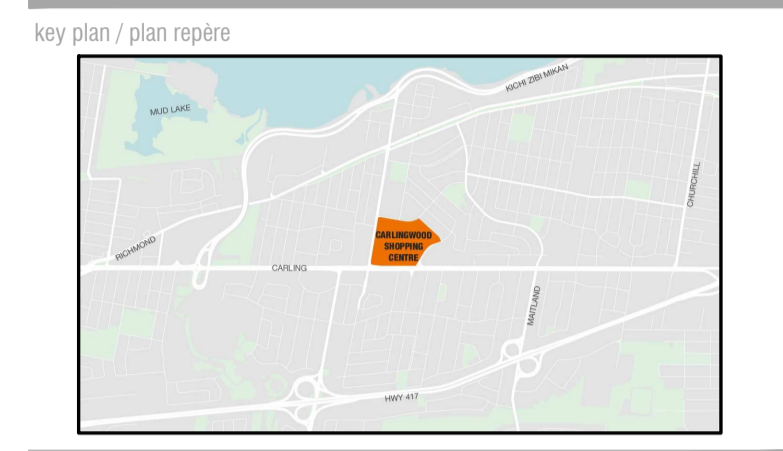 key plan / plan repère
KICHI ZIBI MIKAN
MUD LAKE
CHURCHILL
RICHMOND
CARLINGWOOD
SHOPPING
CENTRE
CARLING
MAITLAND
HWY 417